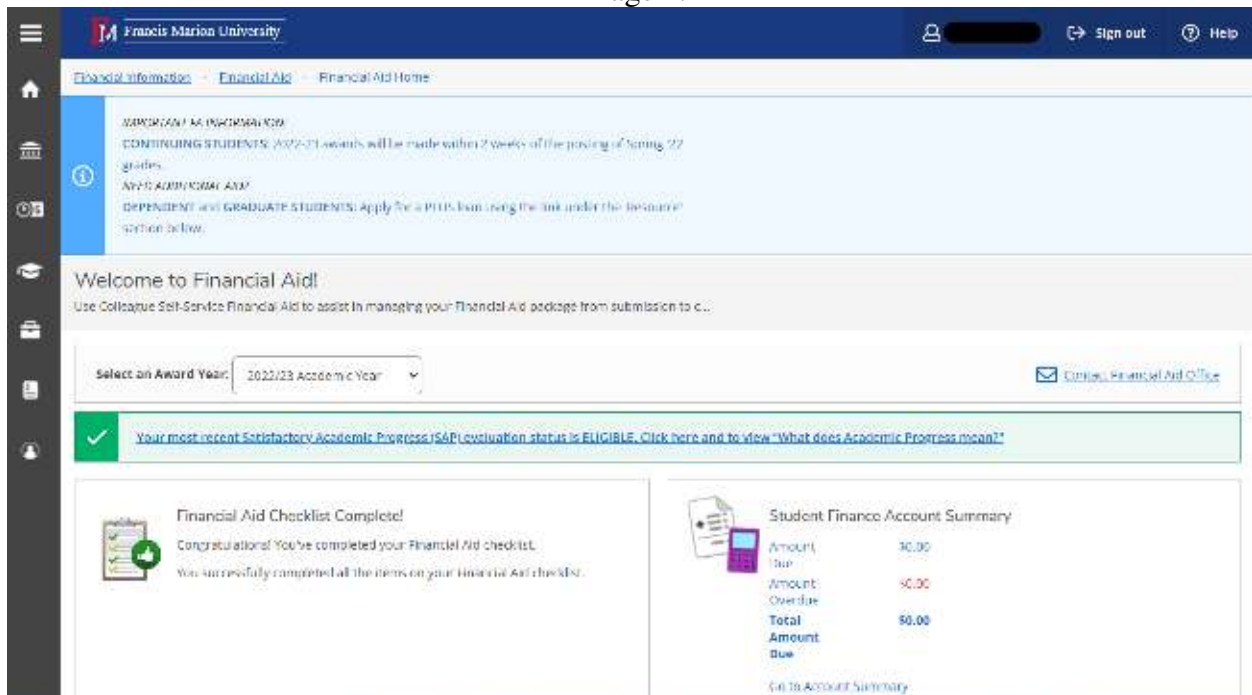 Francis Marion University
Sign out
Help
Financial Information
Financial Aid
Financial Aid Home
IMPORTANT FA INFORMATION:
CONTINUING STUDENTS: 2022-23 awards will be made within 2 weeks of the posting of Spring '22
grades.
NEED ADDITIONAL AID?
DEPENDENT and GRADUATE STUDENTS: Apply for a PLUS loan using the link under the Resource
section below.
Welcome to Financial Aid!
Use Colleague Self-Service Financial Aid to assist in managing your Financial Aid package from submission to c...
Select an Award Year:
2022/23 Academic Year
Contact Financial Aid Office
Your most recent Satisfactory Academic Progress (SAP) evaluation status is ELIGIBLE. Click here and to view "What does Academic Progress mean?"
Financial Aid Checklist Complete!
Congratulations! You've completed your Financial Aid checklist.
You successfully completed all the items on your Financial Aid checklist.
Student Finance Account Summary
Amount $0.00
Due
Amount $0.00
Overdue
Total $0.00
Amount
Due
Go to Account Summary